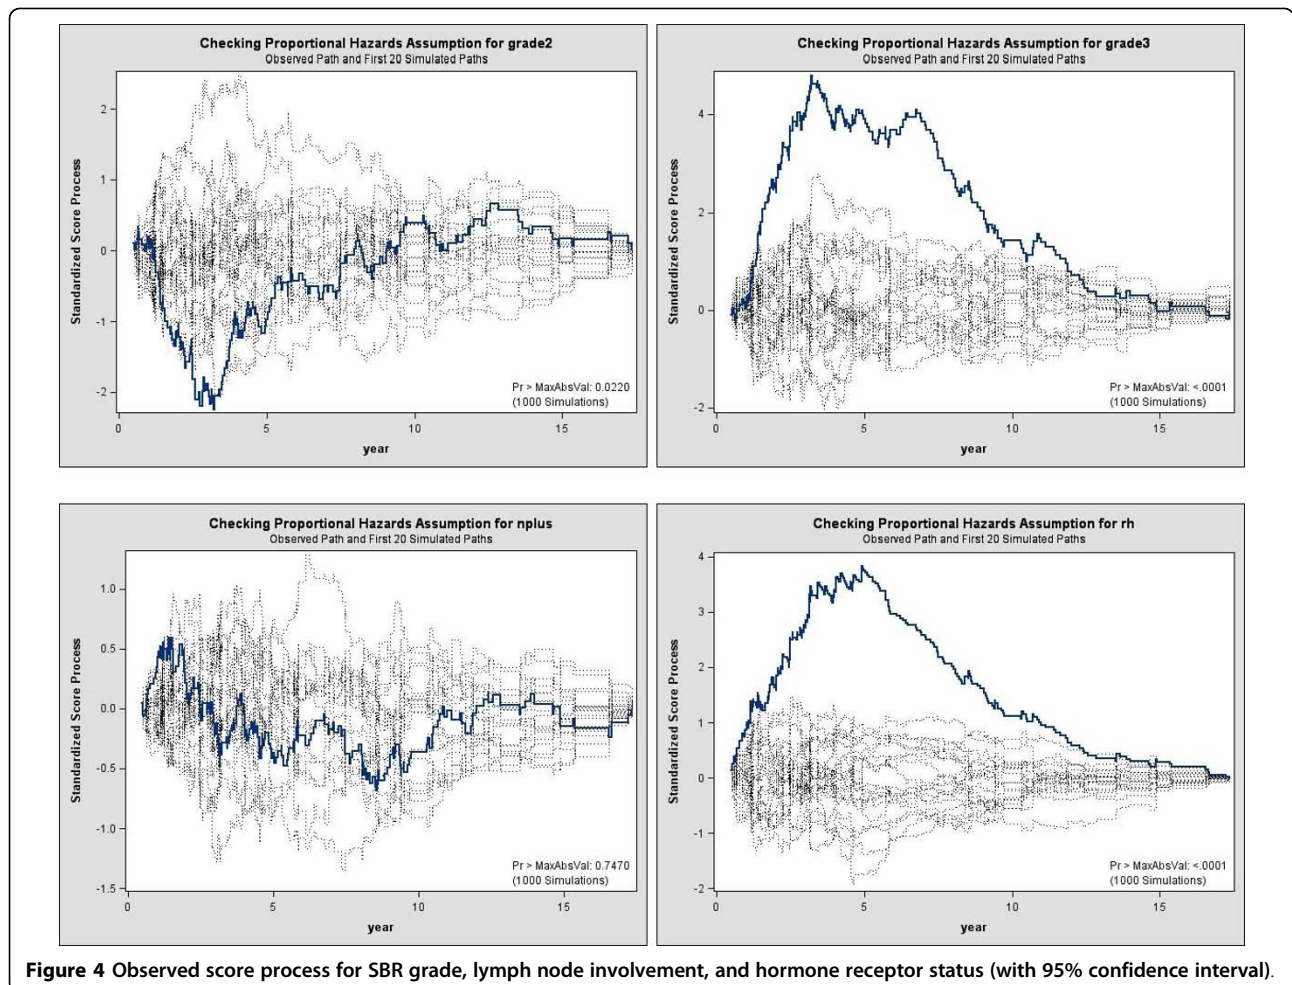 Checking Proportional Hazards Assumption for grade2
Observed Path and First 20 Simulated Paths
Standardized Score Process
2
1
0
-1
-2
Pr > MaxAbsVal: 0.0220
(1000 Simulations)
0 5 10 15
year
Checking Proportional Hazards Assumption for grade3
Observed Path and First 20 Simulated Paths
Standardized Score Process
4
2
0
-2
Pr > MaxAbsVal: <.0001
(1000 Simulations)
0 5 10 15
year
Checking Proportional Hazards Assumption for nplus
Observed Path and First 20 Simulated Paths
Standardized Score Process
1.0
0.5
0.0
-0.5
-1.0
-1.5
Pr > MaxAbsVal: 0.7470
(1000 Simulations)
0 5 10 15
year
Checking Proportional Hazards Assumption for rh
Observed Path and First 20 Simulated Paths
Standardized Score Process
4
3
2
1
0
-1
-2
Pr > MaxAbsVal: <.0001
(1000 Simulations)
0 5 10 15
year
Figure 4 Observed score process for SBR grade, lymph node involvement, and hormone receptor status (with 95% confidence interval).